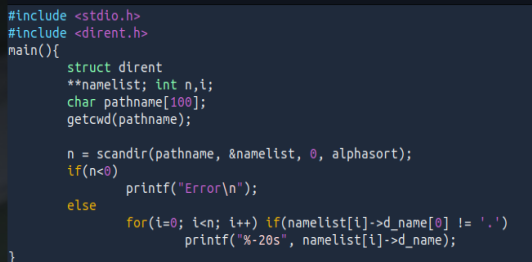 #include <stdio.h>
#include <dirent.h>
main(){
        struct dirent
        **namelist; int n,i;
        char pathname[100];
        getcwd(pathname);

        n = scandir(pathname, &namelist, 0, alphasort);
        if(n<0)
                printf("Error\n");
        else
                for(i=0; i<n; i++) if(namelist[i]->d_name[0] != '.')
                        printf("%-20s", namelist[i]->d_name);
}